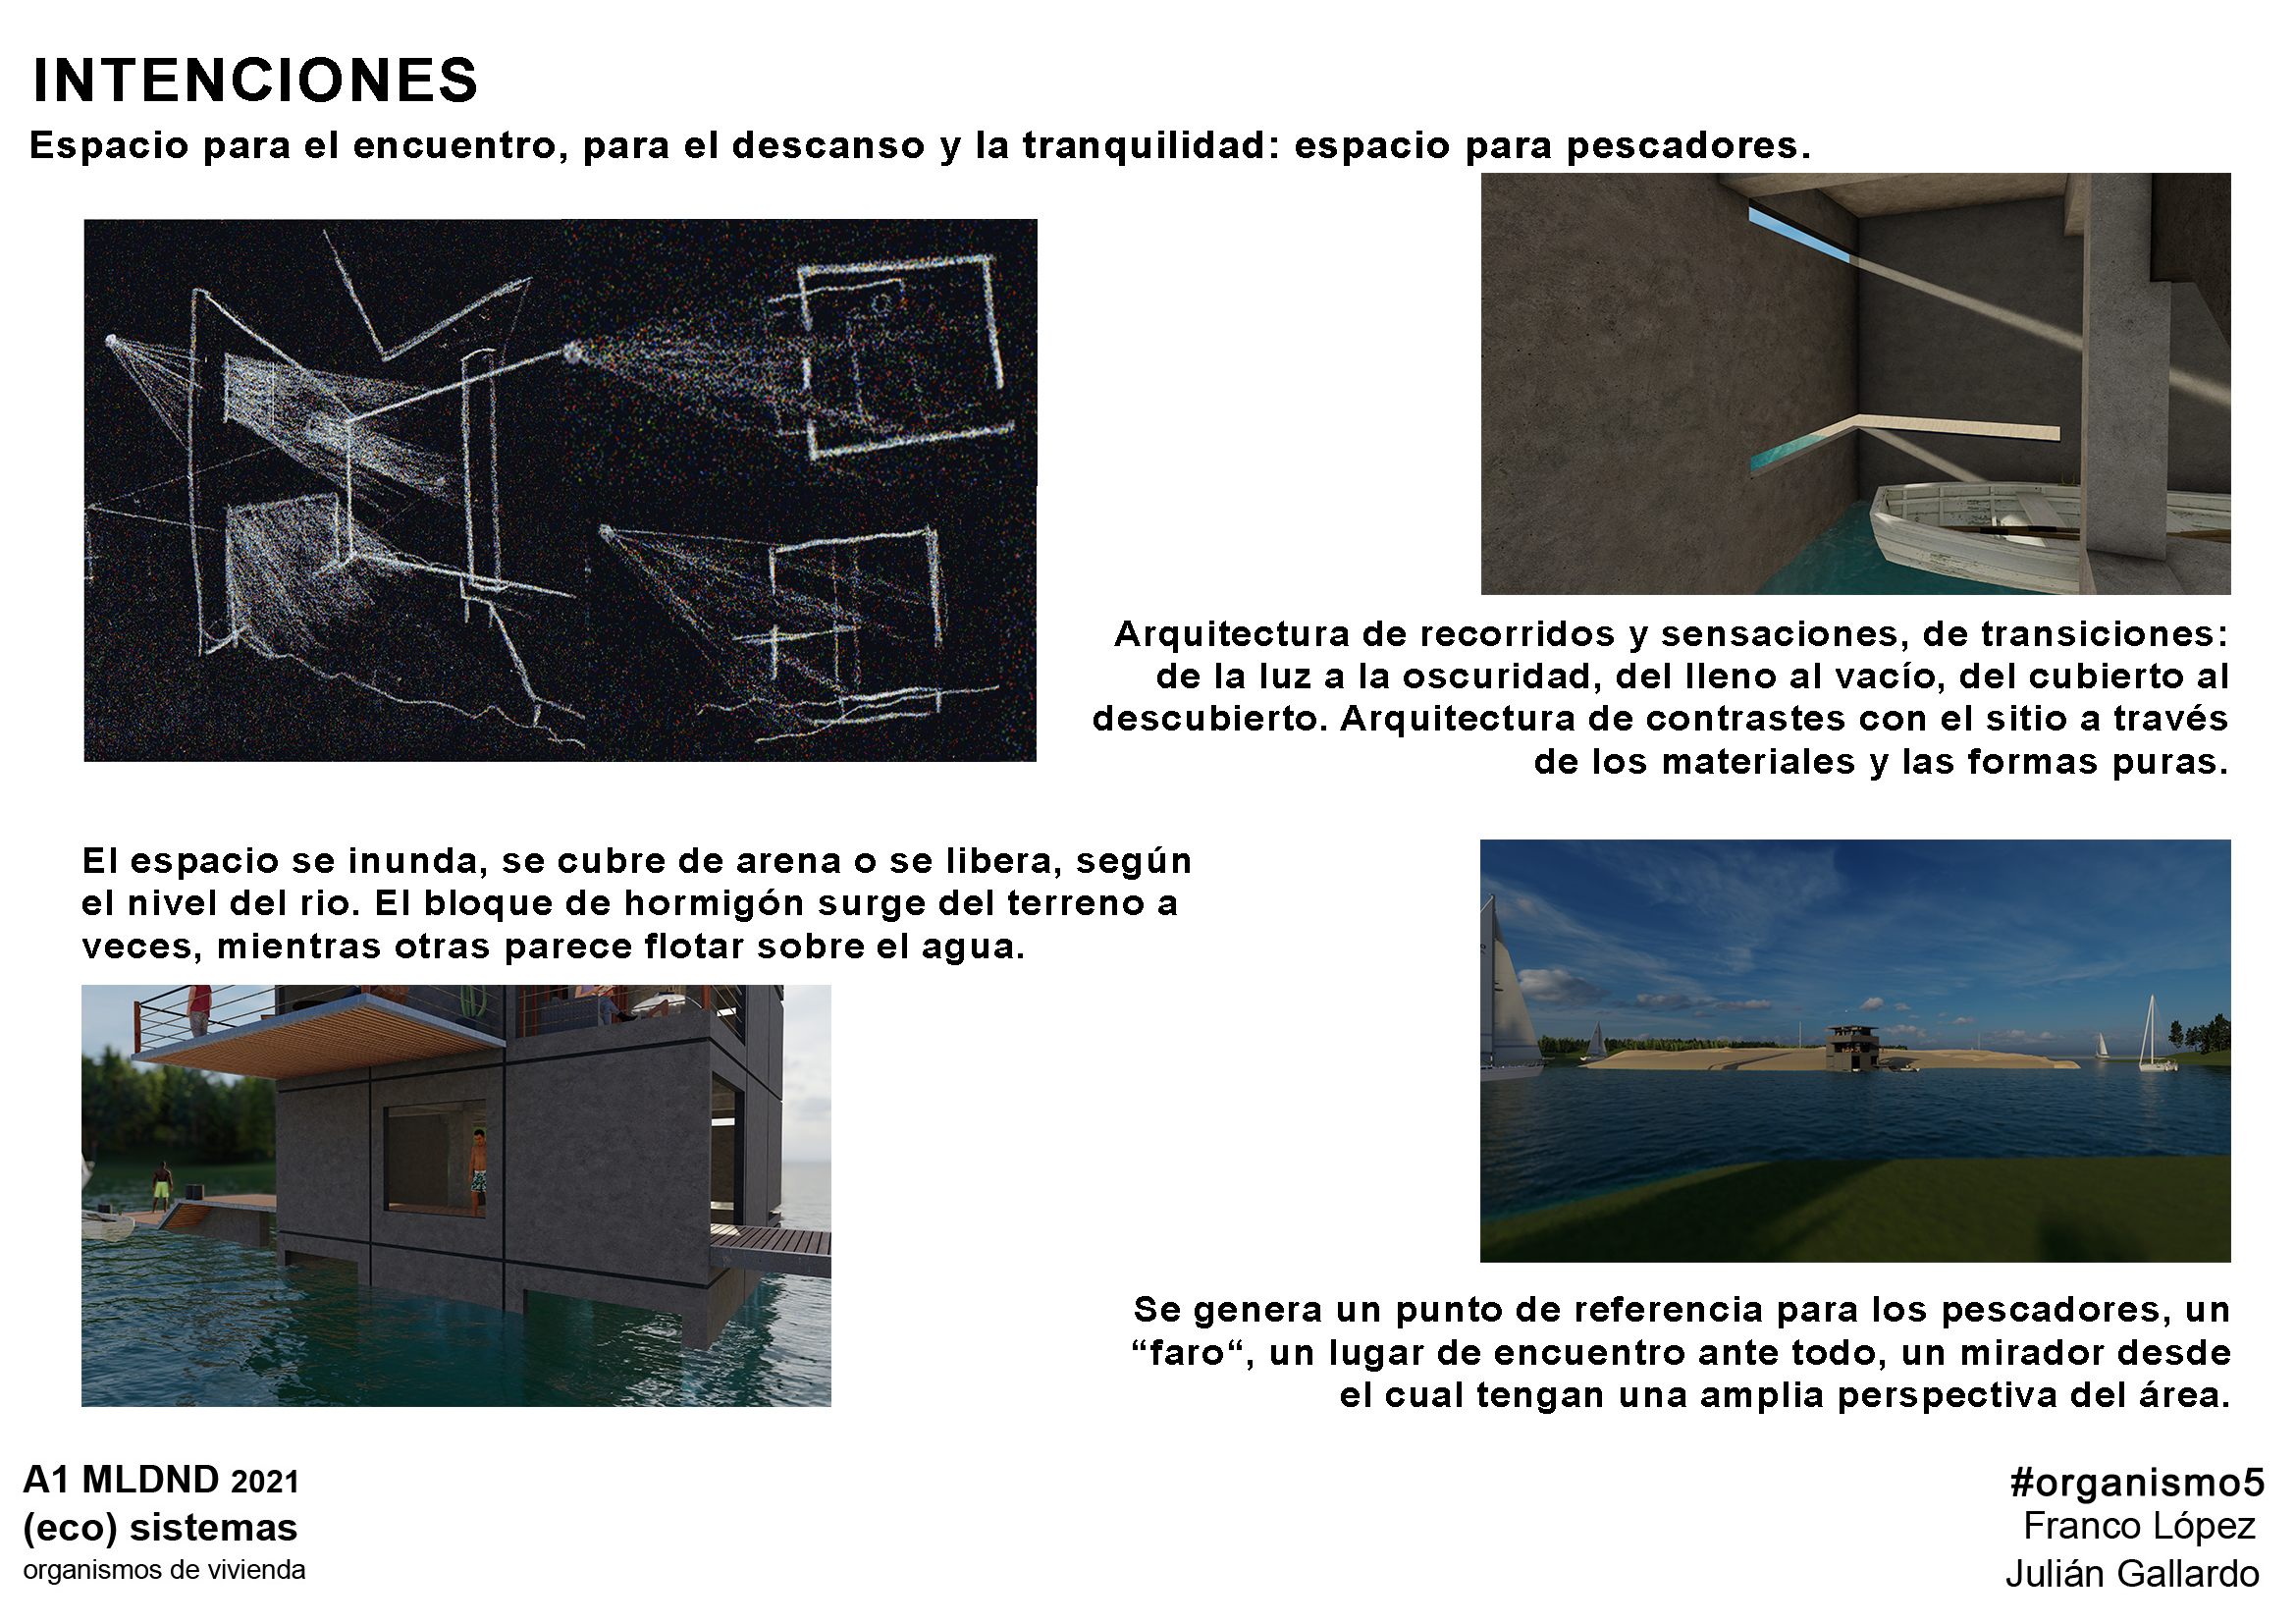 INTENCIONES
Espacio para el encuentro, para el descanso y la tranquilidad: espacio para pescadores.
Arquitectura de recorridos y sensaciones, de transiciones:
de la luz a la oscuridad, del lleno al vacío, del cubierto al
descubierto. Arquitectura de contrastes con el sitio a través
de los materiales y las formas puras.
El espacio se inunda, se cubre de arena o se libera, según
el nivel del rio. El bloque de hormigón surge del terreno a
veces, mientras otras parece flotar sobre el agua.
Se genera un punto de referencia para los pescadores, un
“faro“, un lugar de encuentro ante todo, un mirador desde
el cual tengan una amplia perspectiva del área.
A1 MLDND 2021
(eco) sistemas
organismos de vivienda
#organismo5
Franco López
Julián Gallardo